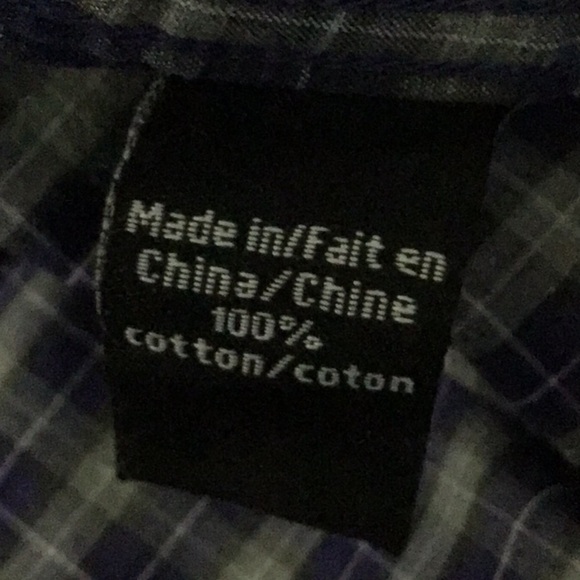 Made in/Fait en
China/Chine
100%
cotton/coton